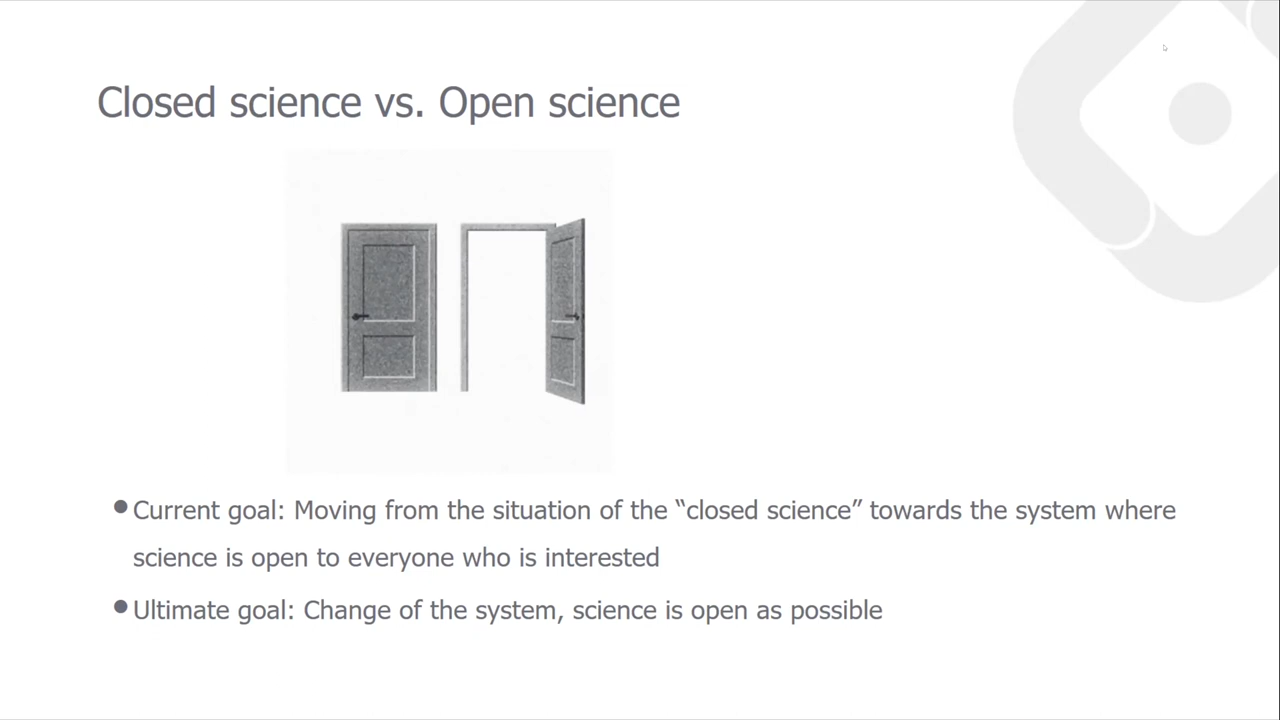 Closed science vs. Open science
●Current goal: Moving from the situation of the “closed science” towards the system where
science is open to everyone who is interested
●Ultimate goal: Change of the system, science is open as possible